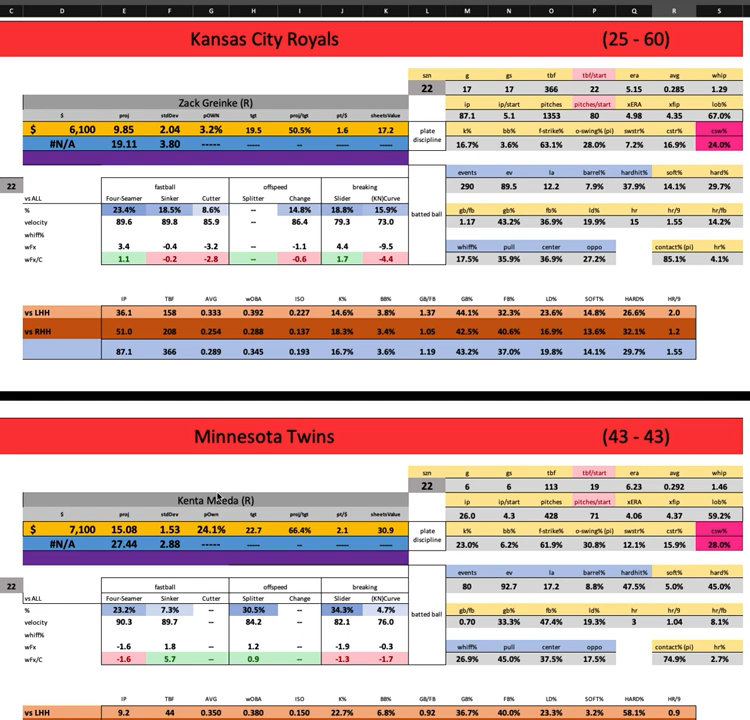 C D E F G H I J K L M N O P Q R S
Kansas City Royals (25 - 60)
szn g gs tbf tbf/start era avg whip
22 17 17 366 22 5.15 0.285 1.29
Zack Greinke (R) ip ip/start pitches pitches/start xERA xfip lob%
$ proj stdDev pOWN tgt proj/tgt pt/$ sheetsValue 87.1 5.1 1353 80 4.98 4.35 67.0%
$ 6,100 9.85 2.04 3.2% 19.5 50.5% 1.6 17.2 plate discipline k% bb% f-strike% o-swing% (pi) swstr% cstr% csw%
#N/A 19.11 3.80 ----- ---- -- ---- ---- 16.7% 3.6% 63.1% 28.0% 7.2% 16.9% 24.0%
events ev la barrel% hardhit% soft% hard%
22 fastball offspeed breaking 290 89.5 12.2 7.9% 37.9% 14.1% 29.7%
vs ALL Four-Seamer Sinker Cutter Splitter Change Slider (KN)Curve
% 23.4% 18.5% 8.6% -- 14.8% 18.8% 15.9% batted ball gb/fb gb% fb% ld% hr hr/9 hr/fb
velocity 89.6 89.8 85.9 -- 86.4 79.3 73.0 1.17 43.2% 36.9% 19.9% 15 1.55 14.2%
whiff%
wFx 3.4 -0.4 -3.2 -- -1.1 4.4 -9.5 whiff% pull center oppo contact% (pi) hr%
wFx/C 1.1 -0.2 -2.8 -- -0.6 1.7 -4.4 17.5% 35.9% 36.9% 27.2% 85.1% 4.1%
IP TBF AVG wOBA ISO K% BB% GB/FB GB% FB% LD% SOFT% HARD% HR/9
vs LHH 36.1 158 0.333 0.392 0.227 14.6% 3.8% 1.37 44.1% 32.3% 23.6% 14.8% 26.6% 2.0
vs RHH 51.0 208 0.254 0.288 0.137 18.3% 3.4% 1.05 42.5% 40.6% 16.9% 13.6% 32.1% 1.2
87.1 366 0.289 0.345 0.193 16.7% 3.6% 1.19 43.2% 37.0% 19.8% 14.1% 29.7% 1.55
Minnesota Twins (43 - 43)
szn g gs tbf tbf/start era avg whip
22 6 6 113 19 6.23 0.292 1.46
Kenta Maeda (R) ip ip/start pitches pitches/start xERA xfip lob%
$ proj stdDev pOwn tgt proj/tgt pt/$ sheetsValue 26.0 4.3 428 71 4.06 4.37 59.2%
$ 7,100 15.08 1.53 24.1% 22.7 66.4% 2.1 30.9 plate discipline k% bb% f-strike% o-swing% (pi) swstr% cstr% csw%
#N/A 27.44 2.88 ----- ---- -- ---- ---- 23.0% 6.2% 61.9% 30.8% 12.1% 15.9% 28.0%
events ev la barrel% hardhit% soft% hard%
22 fastball offspeed breaking 80 92.7 17.2 8.8% 47.5% 5.0% 45.0%
vs ALL Four-Seamer Sinker Cutter Splitter Change Slider (KN)Curve
% 23.2% 7.3% -- 30.5% -- 34.3% 4.7% batted ball gb/fb gb% fb% ld% hr hr/9 hr/fb
velocity 90.3 89.7 -- 84.2 -- 82.1 76.0 0.70 33.3% 47.4% 19.3% 3 1.04 8.1%
whiff%
wFx -1.6 1.8 1.2 -1.9 -0.3 whiff% pull center oppo contact% (pi) hr%
wFx/C -1.6 5.7 -- 0.9 -- -1.3 -1.7 26.9% 45.0% 37.5% 17.5% 74.9% 2.7%
IP TBF AVG wOBA ISO K% BB% GB/FB GB% FB% LD% SOFT% HARD% HR/9
vs LHH 9.2 44 0.350 0.380 0.150 22.7% 6.8% 0.92 36.7% 40.0% 23.3% 3.2% 58.1% 0.9